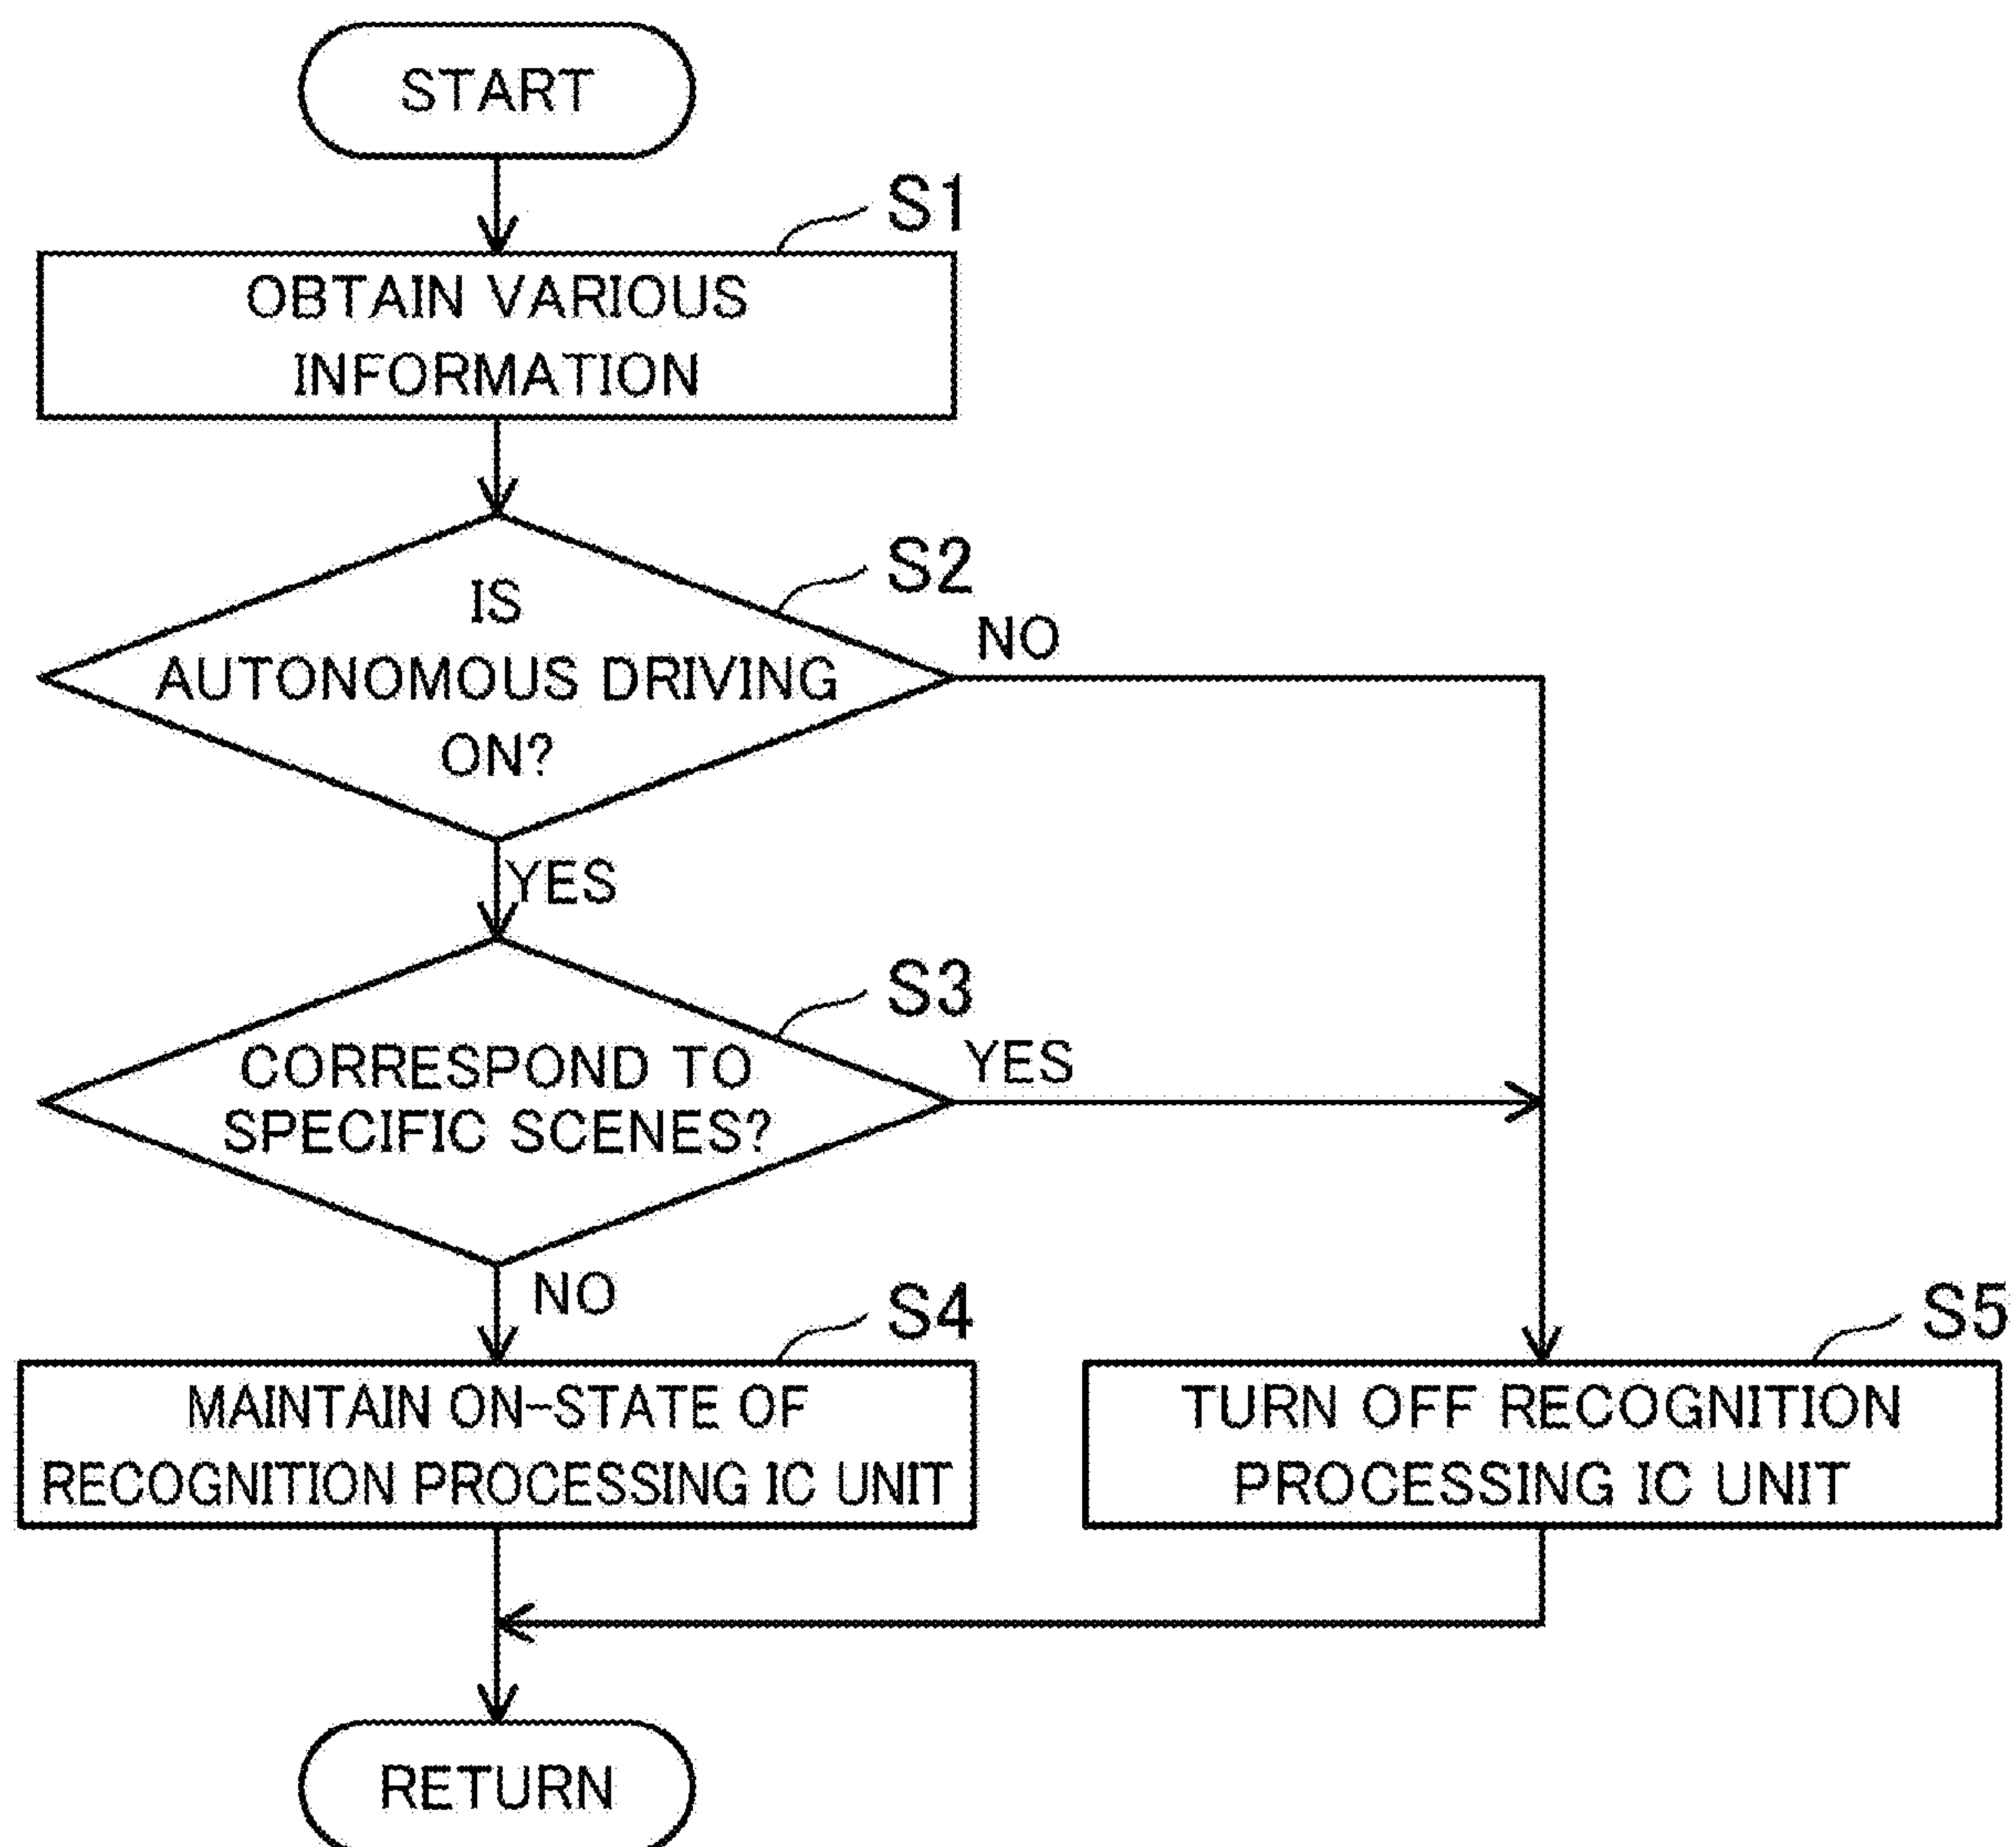 START
S1
OBTAIN VARIOUS
INFORMATION
S2
IS
AUTONOMOUS DRIVING
ON?
NO
YES
S3
CORRESPOND TO
SPECIFIC SCENES?
YES
NO
S4
MAINTAIN ON-STATE OF
RECOGNITION PROCESSING IC UNIT
S5
TURN OFF RECOGNITION
PROCESSING IC UNIT
RETURN